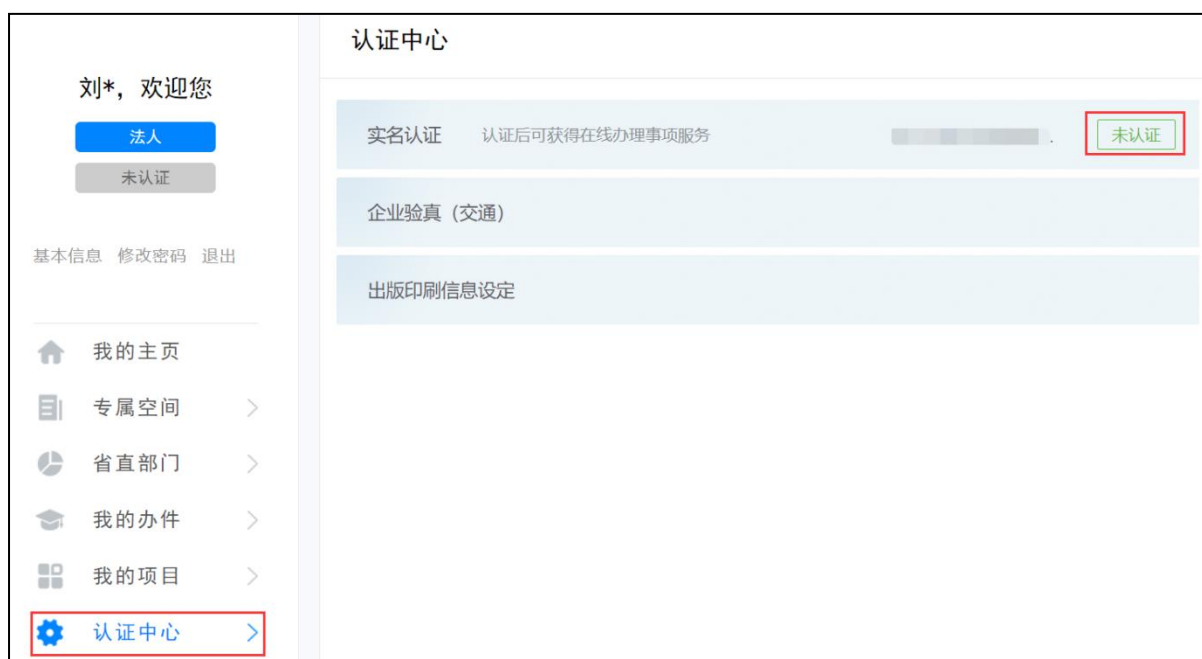 刘*，欢迎您
法人
未认证
基本信息 修改密码 退出
我的主页
专属空间
省直部门
我的办件
我的项目
认证中心
认证中心
实名认证 认证后可获得在线办理事项服务 未认证
企业验真（交通）
出版印刷信息设定